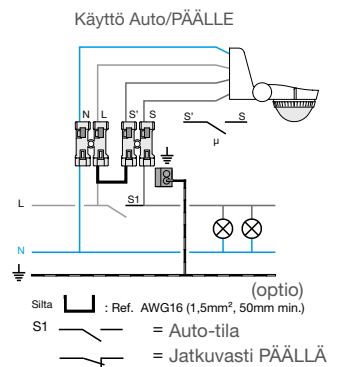 Käyttö Auto/PÄÄLLE
N L S' S
S' S
µ
L S1
N
(optio)
Silta : Ref. AWG16 (1,5mm², 50mm min.)
S1 = Auto-tila
= Jatkuvasti PÄÄLLÄ